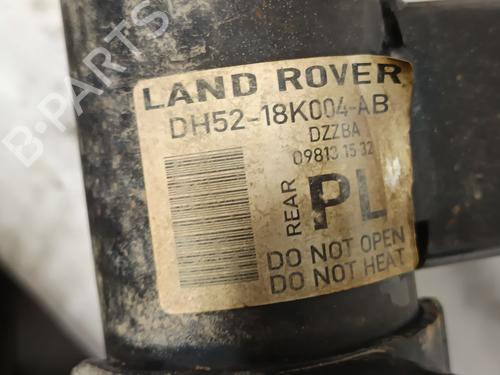 B-PARTS
LAND ROVER
DH52-18K004-AB
DZZBA
09813 15 32
REAR PL
DO NOT OPEN
DO NOT HEAT